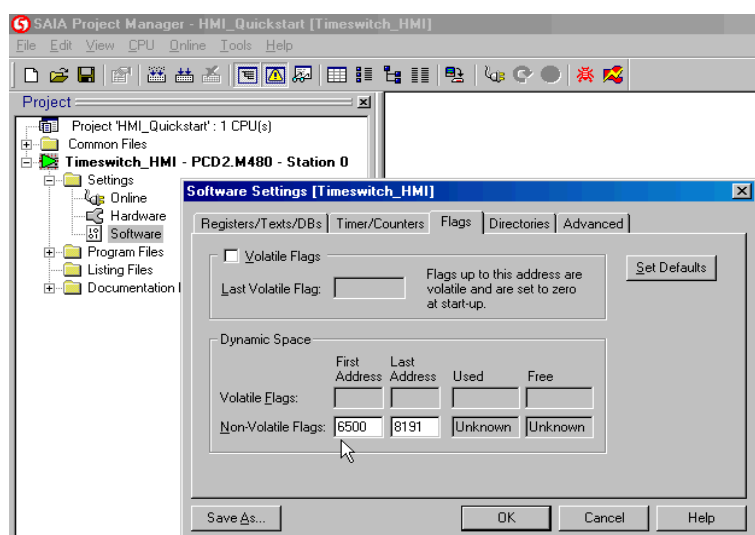 SAIA Project Manager - HMI_Quickstart [Timeswitch_HMI]
File Edit View CPU Online Tools Help
Project
Project 'HMI_Quickstart' : 1 CPU(s)
Common Files
Timeswitch_HMI - PCD2.M480 - Station 0
Settings
Online
Hardware
Software
Program Files
Listing Files
Documentation
Software Settings [Timeswitch_HMI]
Registers/Texts/DBs Timer/Counters Flags Directories Advanced
Volatile Flags
Last Volatile Flag:
Flags up to this address are
volatile and are set to zero
at start-up.
Set Defaults
Dynamic Space
First Address Last Address Used Free
Volatile Flags:
Non-Volatile Flags: 6500 8191 Unknown Unknown
Save As... OK Cancel Help